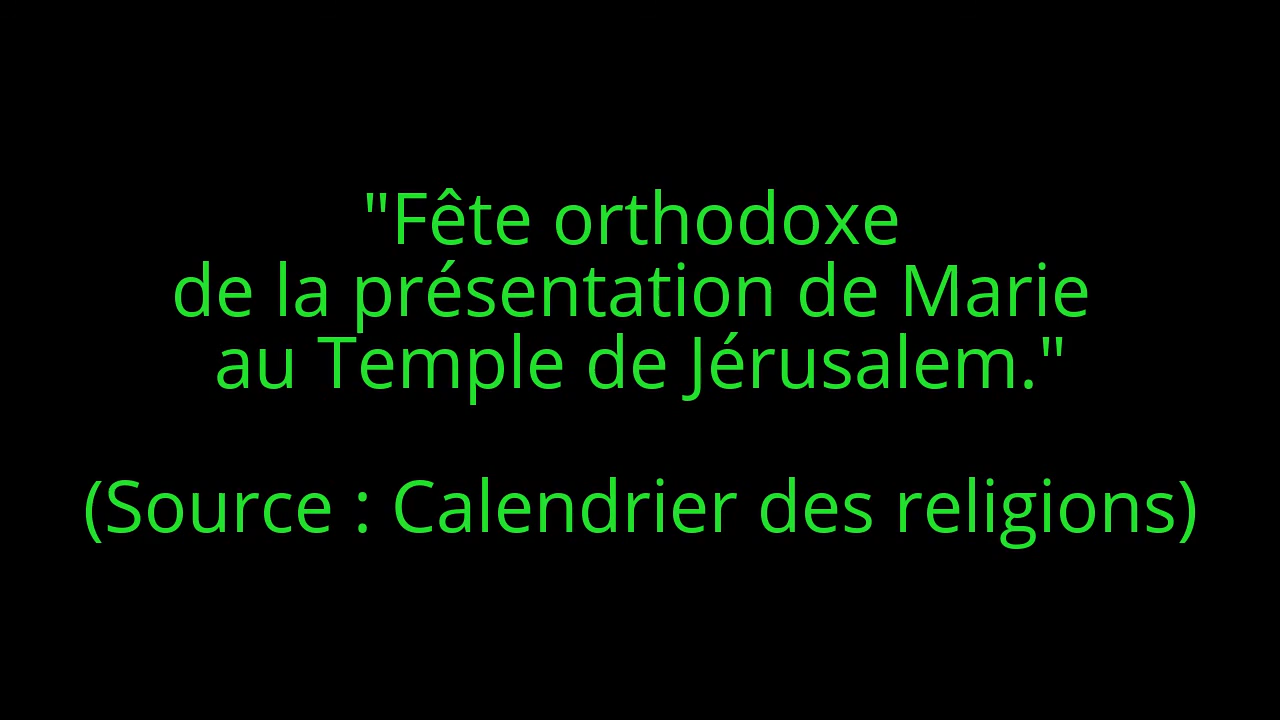 "Fête orthodoxe
de la présentation de Marie
au Temple de Jérusalem."
(Source : Calendrier des religions)